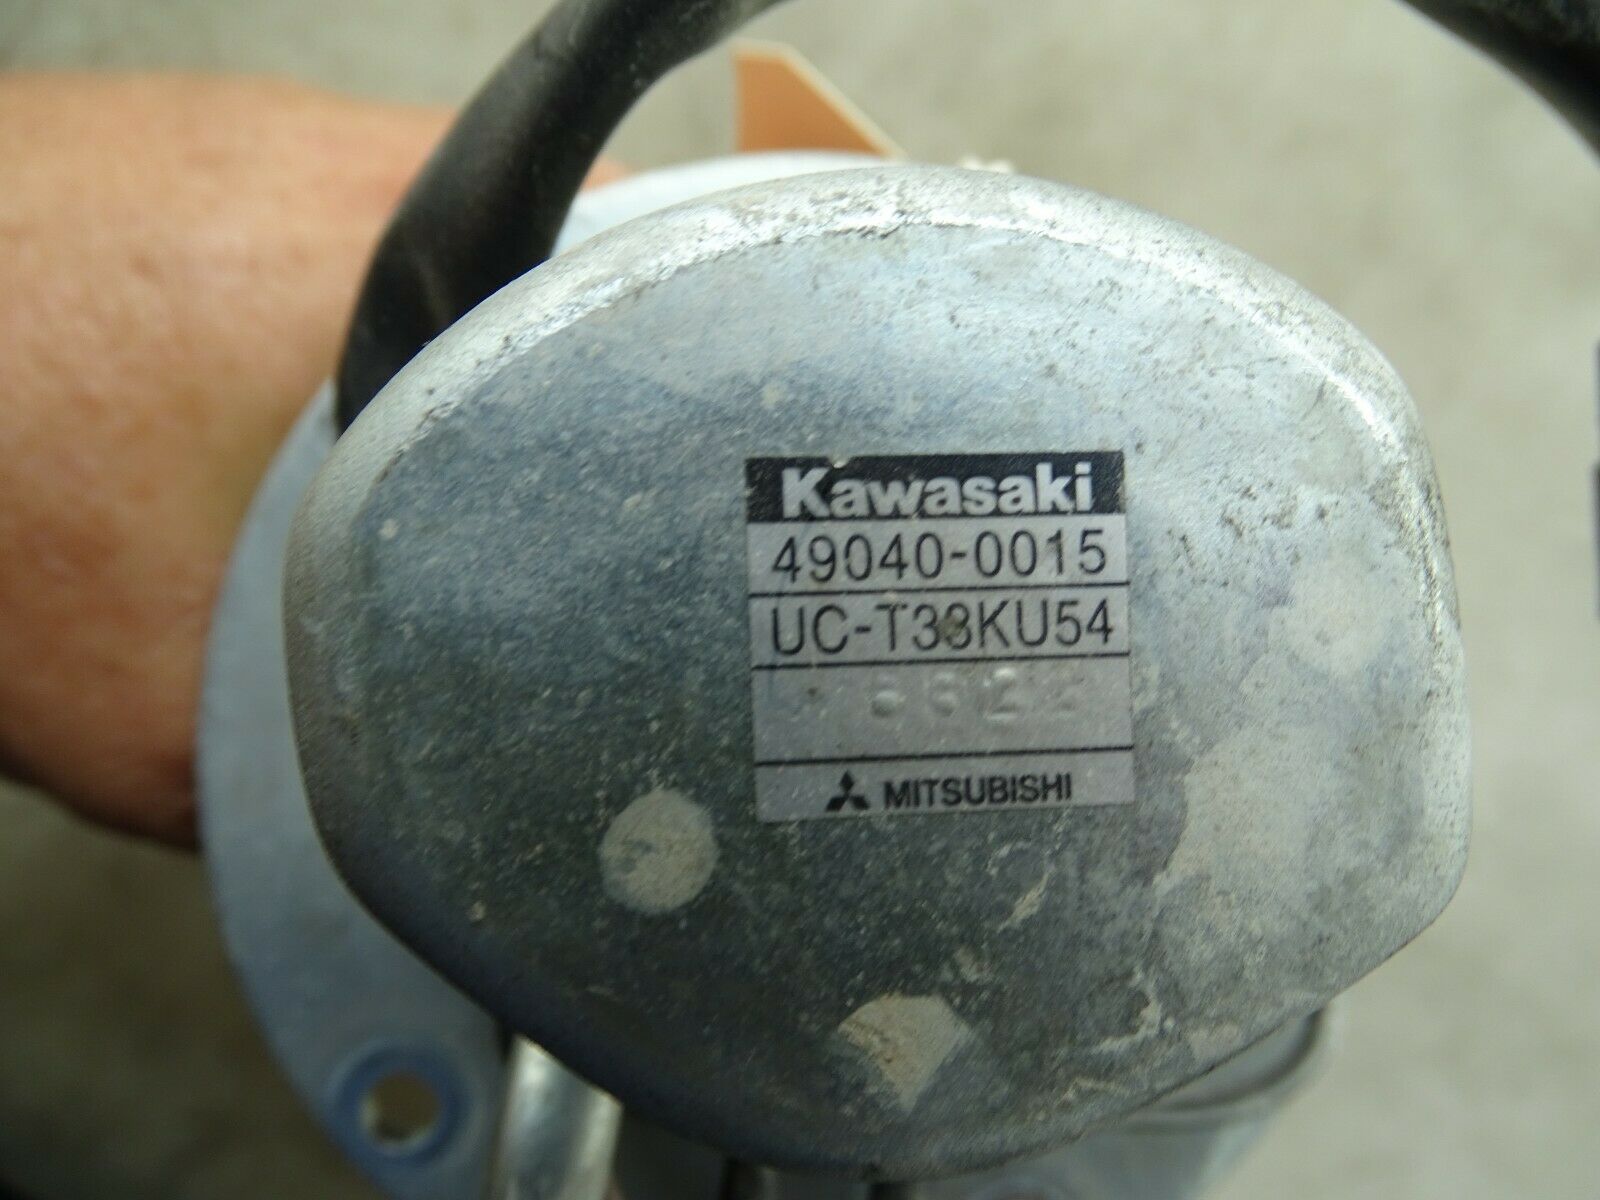 Kawasaki
49040-0015
UC-T33KU54
MITSUBISHI